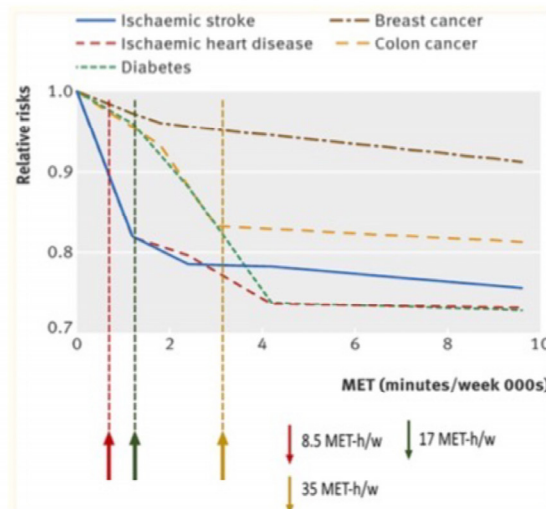 Ischaemic stroke
Breast cancer
Ischaemic heart disease
Colon cancer
Diabetes
Relative risks
1.0
0.9
0.8
0.7
0
2
4
6
8
10
MET (minutes/week 000s)
8.5 MET-h/w
17 MET-h/w
35 MET-h/w